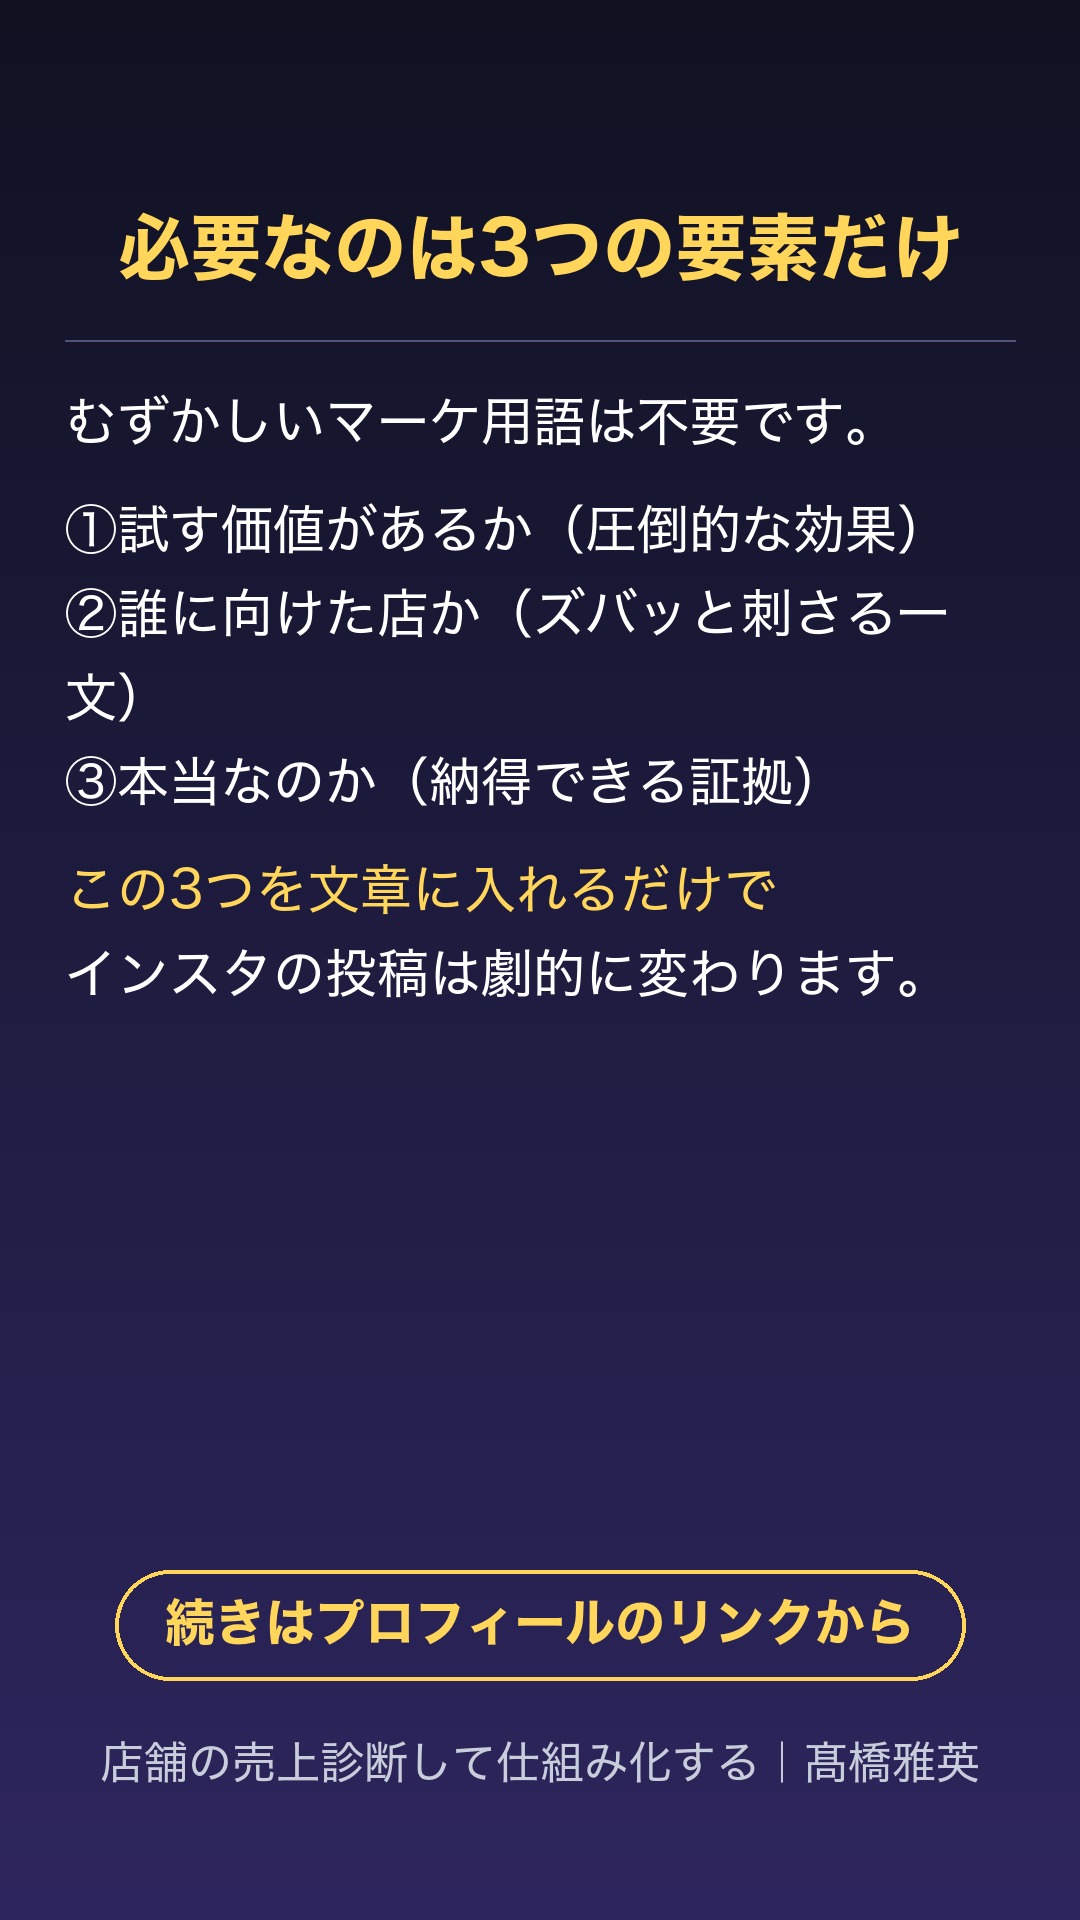 必要なのは3つの要素だけ
むずかしいマーケ用語は不要です。
①試す価値があるか（圧倒的な効果）
②誰に向けた店か（ズバッと刺さる一
文）
③本当なのか（納得できる証拠）
この3つを文章に入れるだけで
インスタの投稿は劇的に変わります。
続きはプロフィールのリンクから
店舗の売上診断して仕組み化する｜髙橋雅英